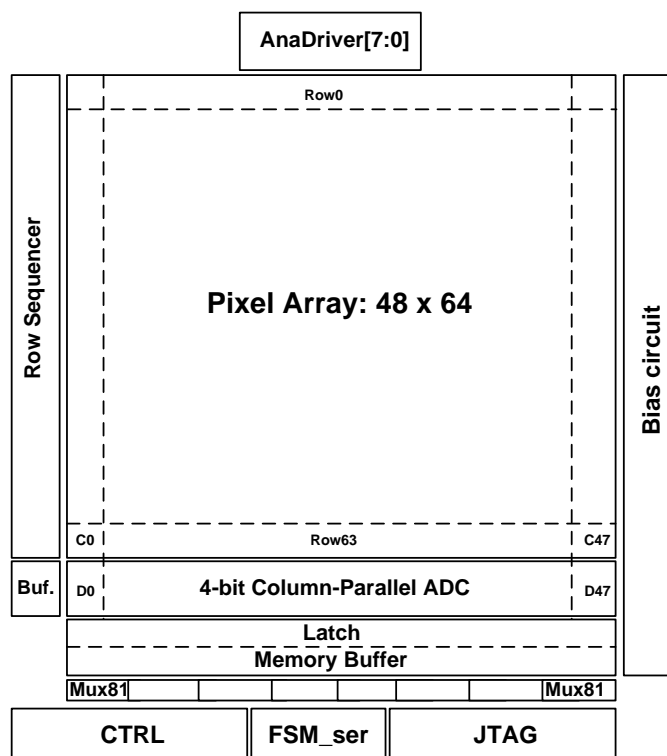 AnaDriver[7:0]
Row0
Row Sequencer
Pixel Array: 48 x 64
Bias circuit
C0
Row63
C47
Buf.
D0
4-bit Column-Parallel ADC
D47
Latch
Memory Buffer
Mux81
Mux81
CTRL
FSM_ser
JTAG